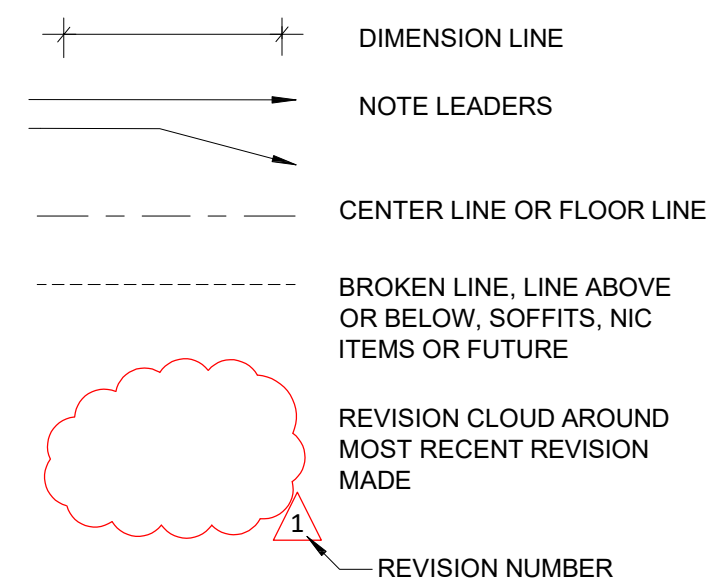 DIMENSION LINE
NOTE LEADERS
CENTER LINE OR FLOOR LINE
BROKEN LINE, LINE ABOVE
OR BELOW, SOFFITS, NIC
ITEMS OR FUTURE
REVISION CLOUD AROUND
MOST RECENT REVISION
MADE
1
REVISION NUMBER